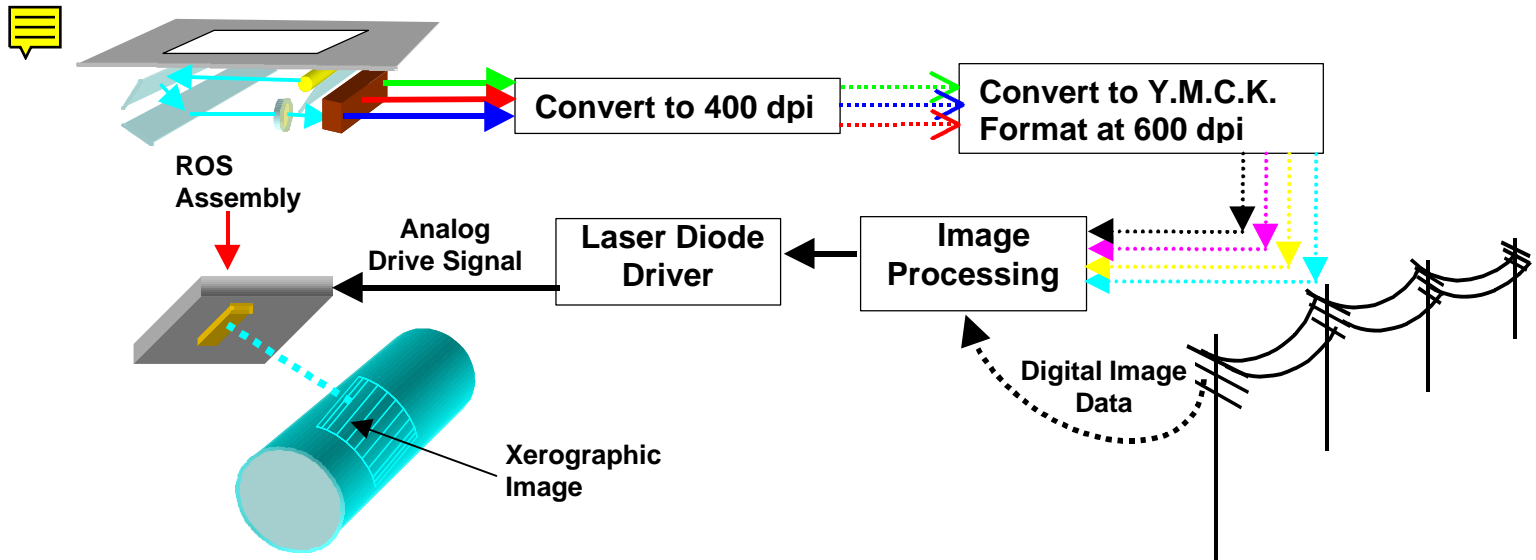 Convert to 400 dpi
Convert to Y.M.C.K.
Format at 600 dpi
ROS
Assembly
Analog
Drive Signal
Laser Diode
Driver
Image
Processing
Digital Image
Data
Xerographic
Image